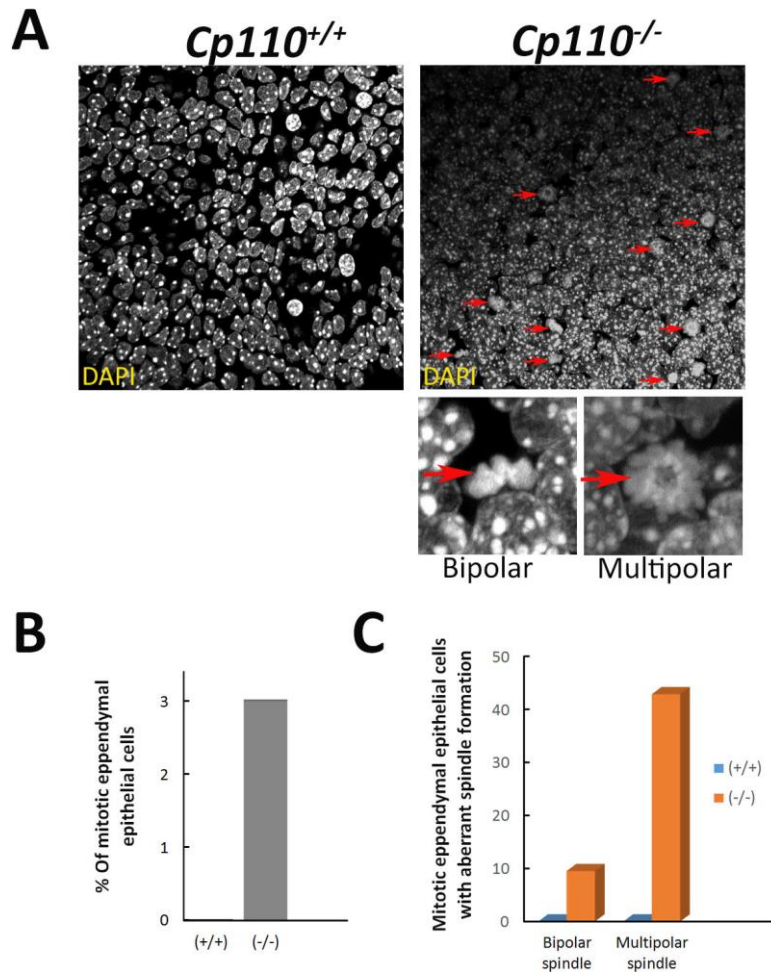 A
Cp110+/+
Cp110-/-
DAPI
DAPI
Bipolar
Multipolar
B
% Of mitotic eppendymal
epithelial cells
3
2
1
0
(+/+)
(-/-)
C
Mitotic eppendymal epithelial cells
with aberrant spindle formation
50
40
30
20
10
0
Bipolar
spindle
Multipolar
spindle
(+/+)
(-/-)